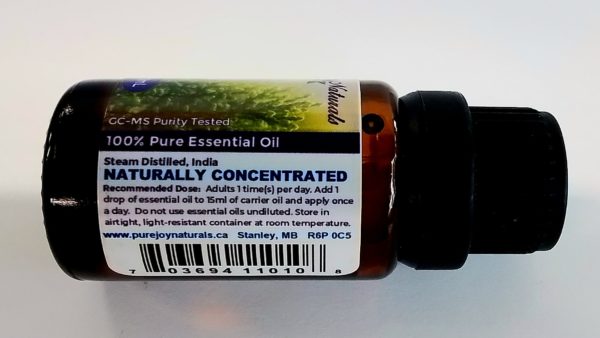 Naturals
GC-MS Purity Tested
100% Pure Essential Oil
Steam Distilled, India
NATURALLY CONCENTRATED
Recommended Dose: Adults 1 time(s) per day. Add 1
drop of essential oil to 15ml of carrier oil and apply once
a day. Do not use essential oils undiluted. Store in
airtight, light-resistant container at room temperature.
www.purejoynaturals.ca Stanley, MB R6P 0C5
7 03694 11010 8